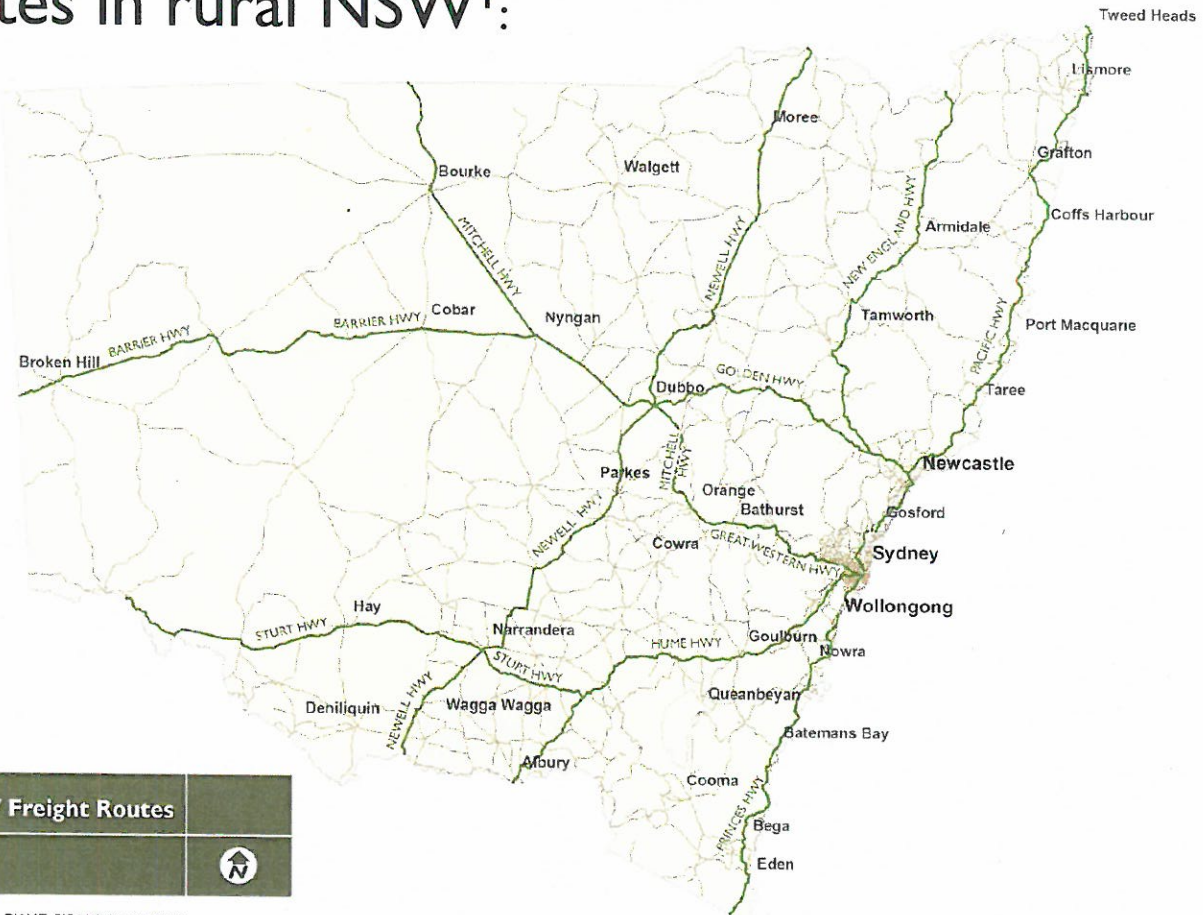 tes in rural NSW¹:
Tweed Heads
Lismore
Moree
Grafton
Walgett
Bourke
Coffs Harbour
Armidale
MITCHELL HWY
NEWELL HWY
NEW ENGLAND HWY
Cobar
Nyngan
Tamworth
BARRIER HWY
BARRIER HWY
Port Macquarie
PACIFIC HWY
Broken Hill
GOLDEN HWY
Dubbo
Taree
MITCHELL
HWY
Parkes
Newcastle
Orange
Bathurst
Gosford
NEWELL HWY
Cowra
GREAT WESTERN HWY
Sydney
Wollongong
Hay
STURT HWY
Narrandera
HUME HWY
Goulburn
Nowra
STURT HWY
Queanbeyan
Deniliquin
NEWELL HWY
Wagga Wagga
Batemans Bay
Albury
Cooma
PRINCES HWY
Bega
Eden
Freight Routes
N